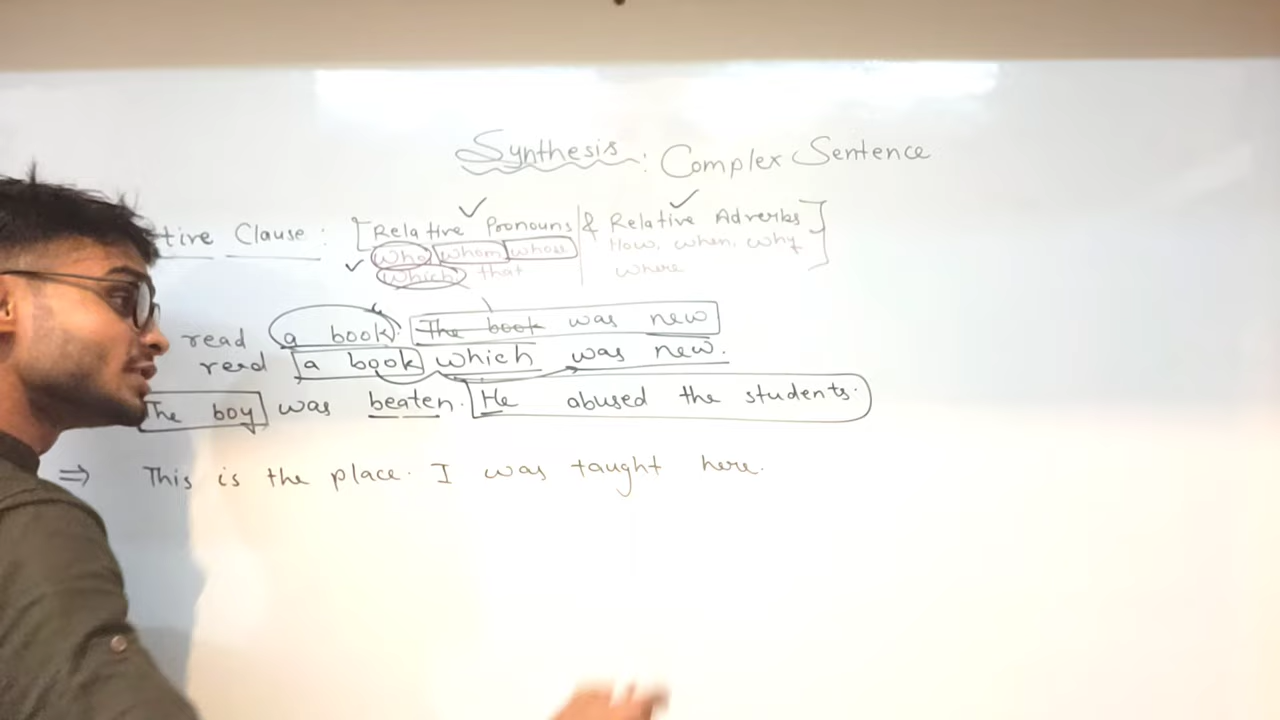 Synthesis : Complex Sentence
tive Clause : [Relative Pronouns & Relative Adverbs]
who whom whose How, when, why
which that where
read a book. The book was new
read a book which was new.
The boy was beaten. He abused the students.
⇒ This is the place. I was taught here.